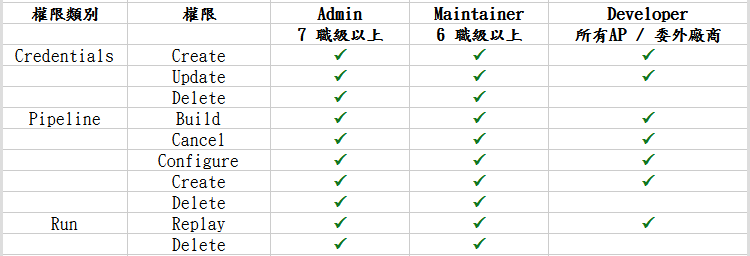 權限類別 權限 Admin Maintainer Developer
7 職級以上 6 職級以上 所有AP / 委外廠商
Credentials Create ✓ ✓ ✓
Update ✓ ✓ ✓
Delete ✓ ✓
Pipeline Build ✓ ✓ ✓
Cancel ✓ ✓ ✓
Configure ✓ ✓ ✓
Create ✓ ✓ ✓
Delete ✓ ✓
Run Replay ✓ ✓ ✓
Delete ✓ ✓